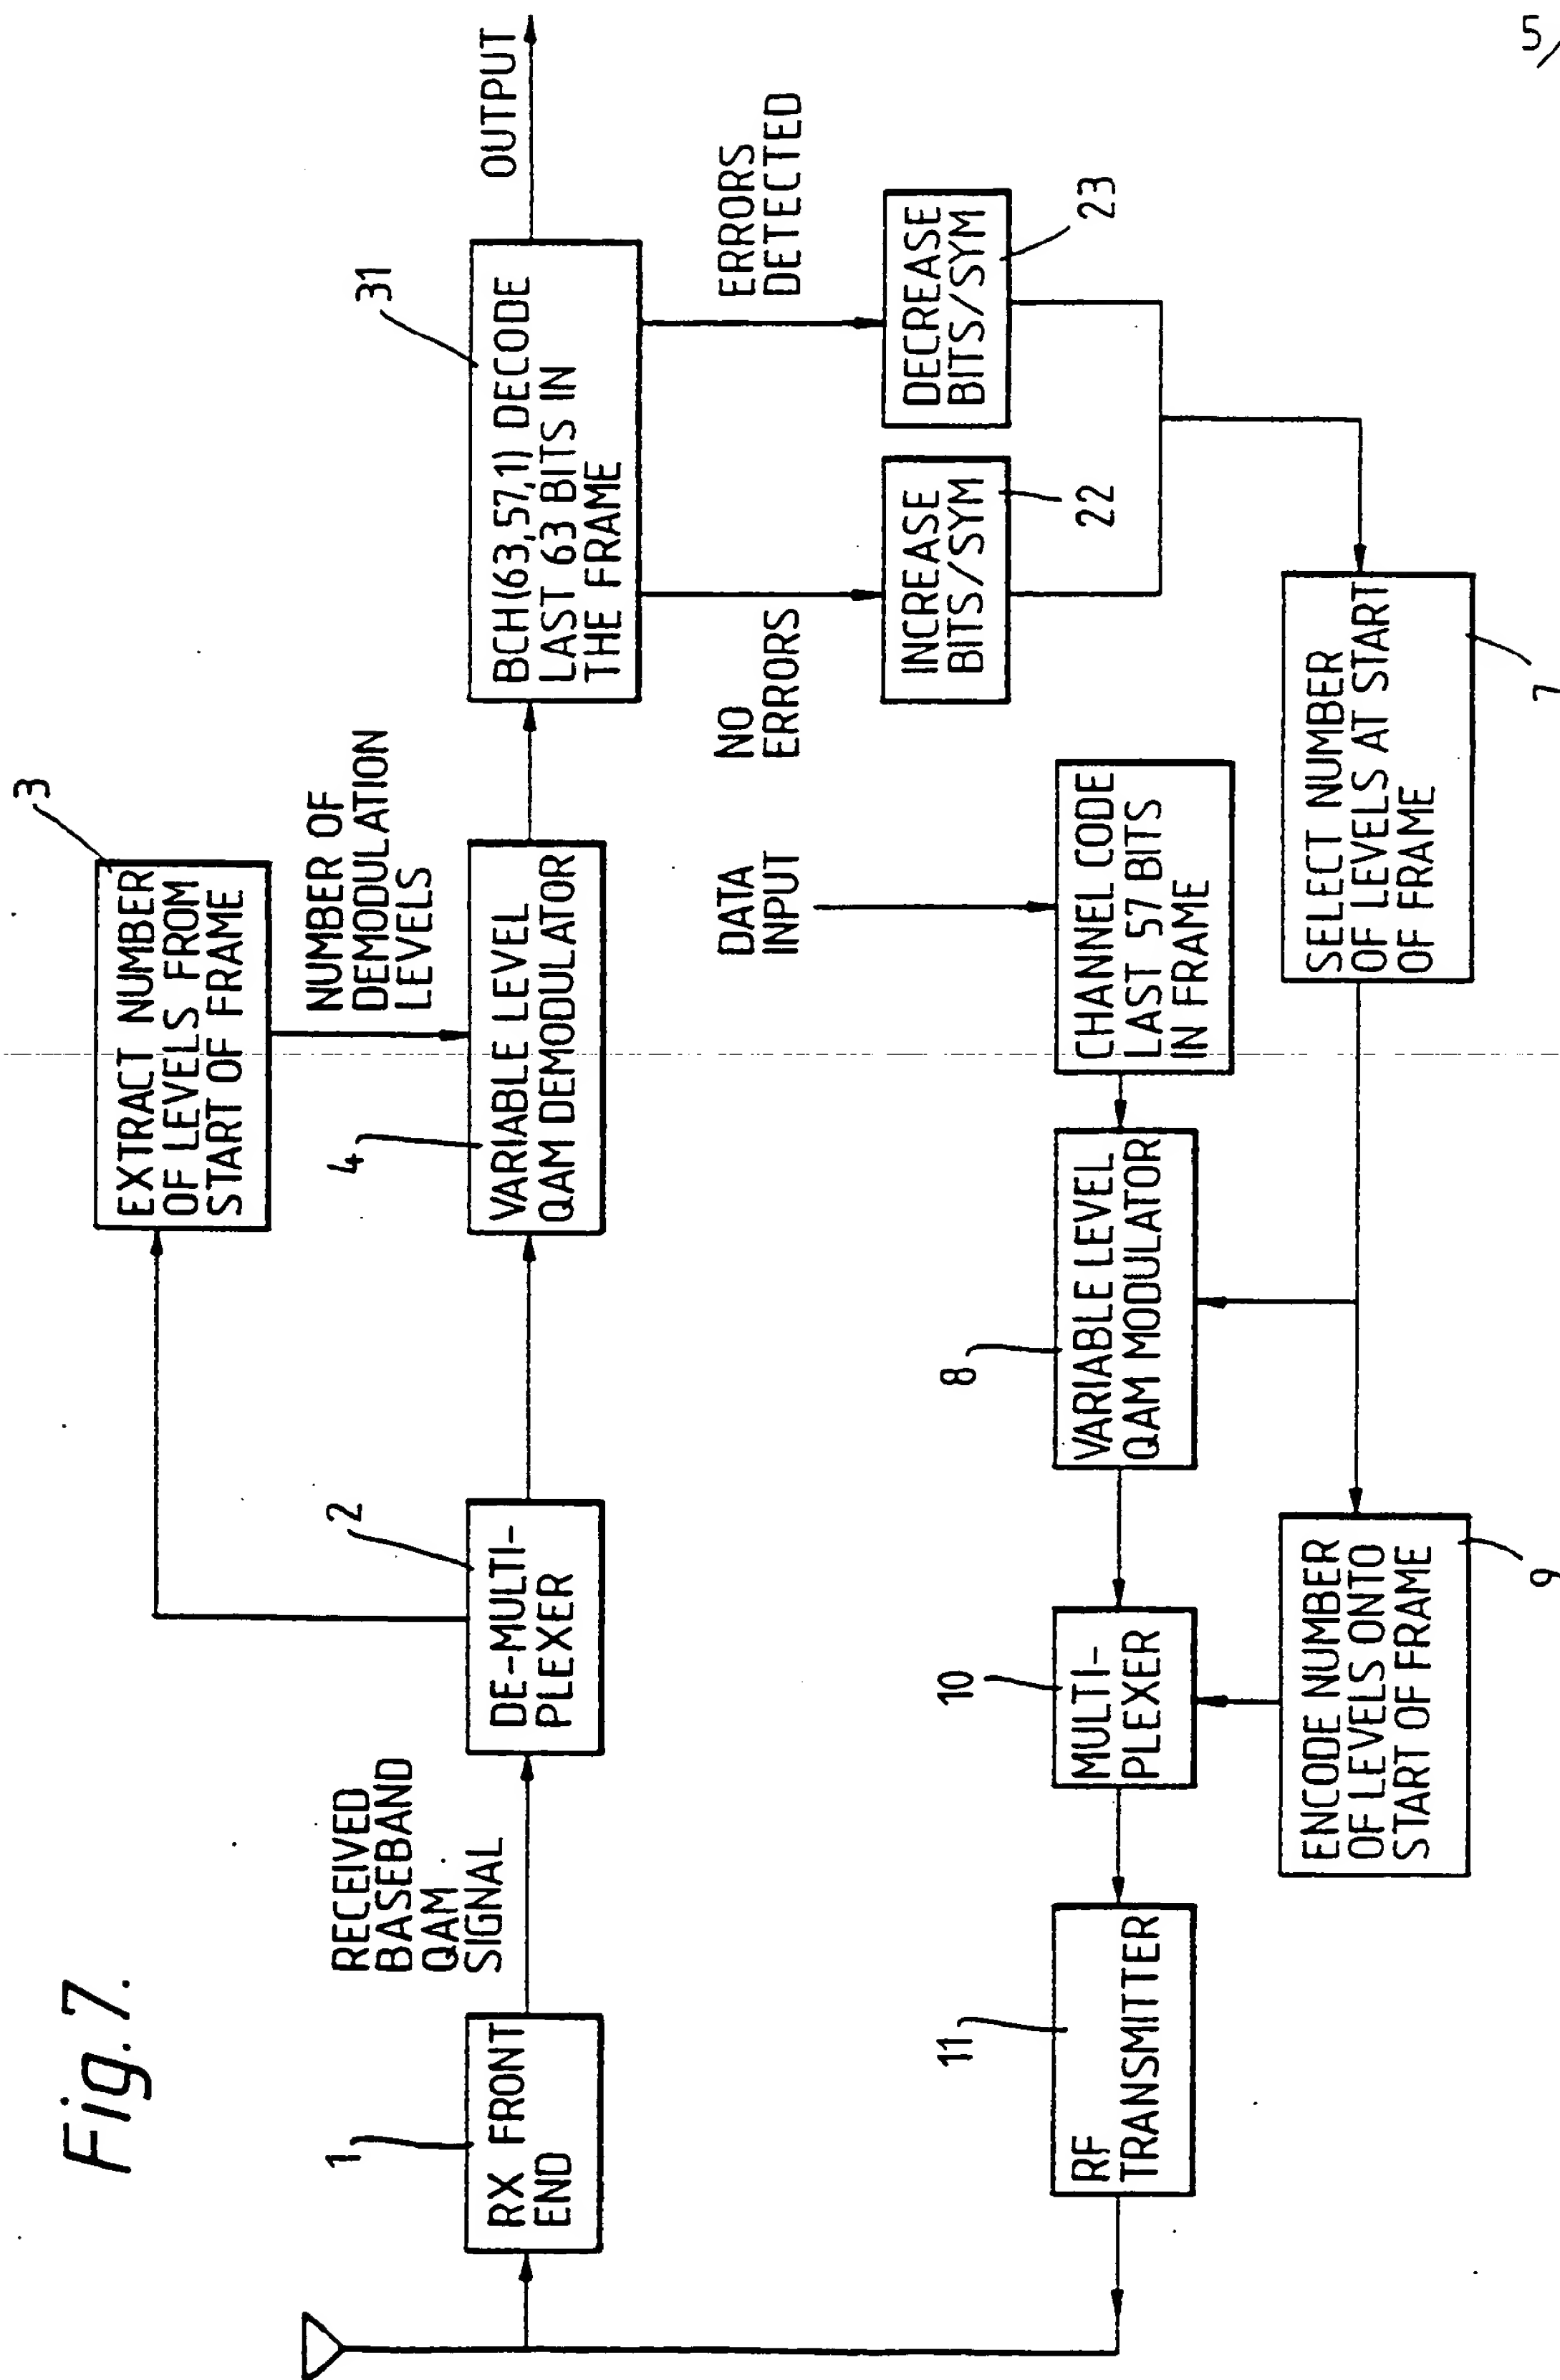 5/
Fig. 7.
3
EXTRACT NUMBER
OF LEVELS FROM
START OF FRAME
NUMBER OF
DEMODULATION
LEVELS
1
RX FRONT
END
RECEIVED
BASEBAND
QAM
SIGNAL
2
DE-MULTI-
PLEXER
4
VARIABLE LEVEL
QAM DEMODULATOR
31
BCH(63,57,1) DECODE
LAST 63 BITS IN
THE FRAME
OUTPUT
NO
ERRORS
ERRORS
DETECTED
INCREASE
BITS/SYM
22
DECREASE
BITS/SYM
23
DATA
INPUT
11
RF
TRANSMITTER
10
MULTI-
PLEXER
8
VARIABLE LEVEL
QAM MODULATOR
CHANNEL CODE
LAST 57 BITS
IN FRAME
ENCODE NUMBER
OF LEVELS ONTO
START OF FRAME
9
SELECT NUMBER
OF LEVELS AT START
OF FRAME
7